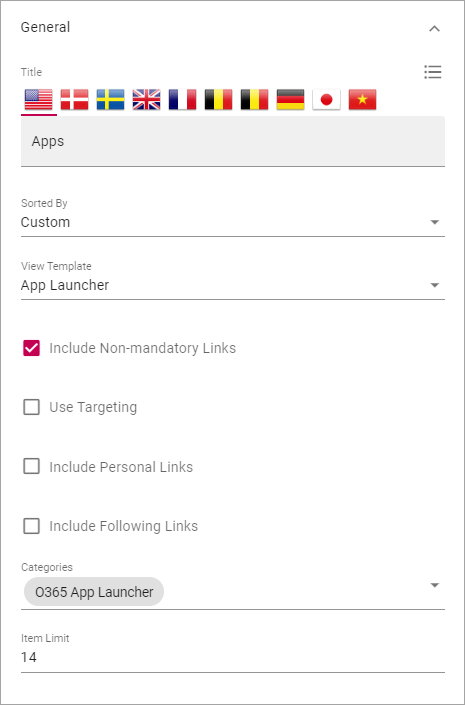 General
Title
Apps
Sorted By
Custom
View Template
App Launcher
Include Non-mandatory Links
Use Targeting
Include Personal Links
Include Following Links
Categories
O365 App Launcher
Item Limit
14